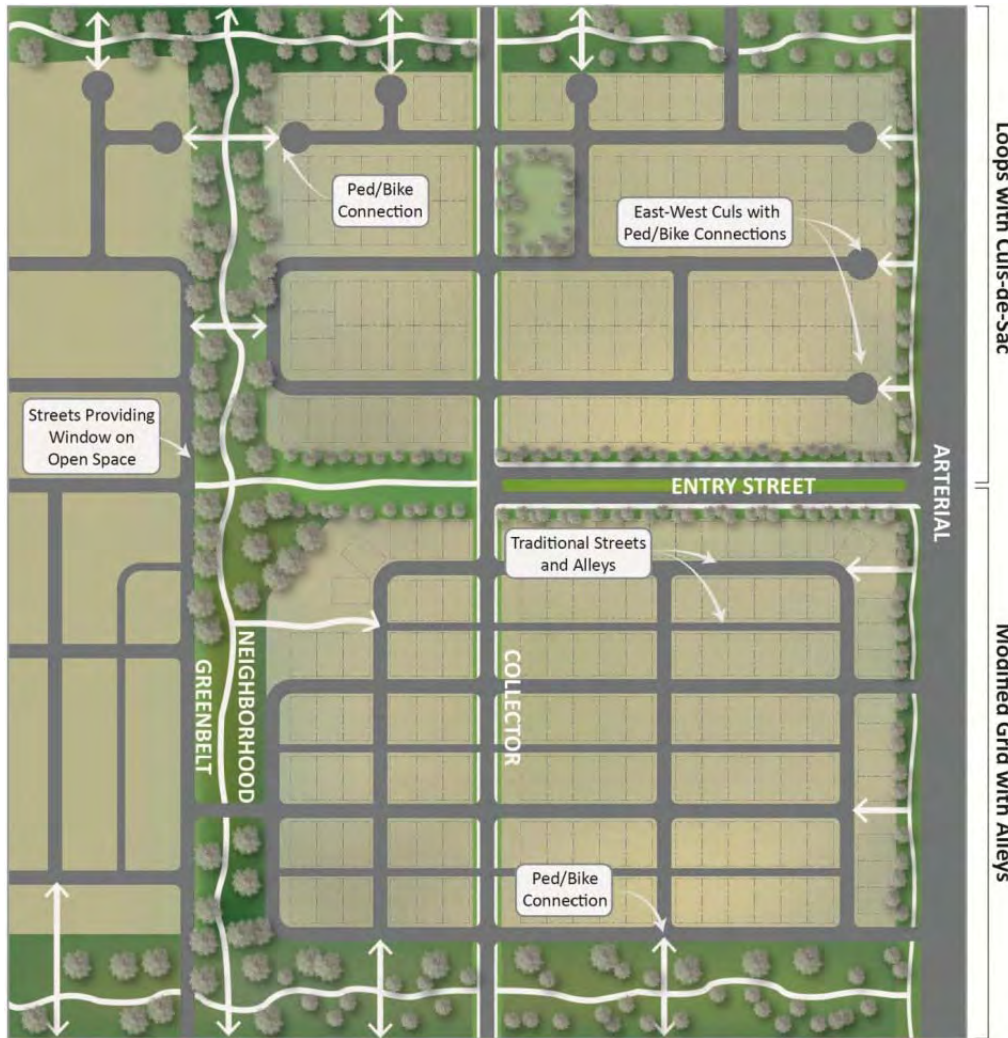 Loops With Culs-de-Sac
Ped/Bike
Connection
East-West Culs with
Ped/Bike Connections
Streets Providing
Window on
Open Space
ARTERIAL
ENTRY STREET
Traditional Streets
and Alleys
GREENBELT
NEIGHBORHOOD
COLLECTOR
Modified Grid With Alleys
Ped/Bike
Connection